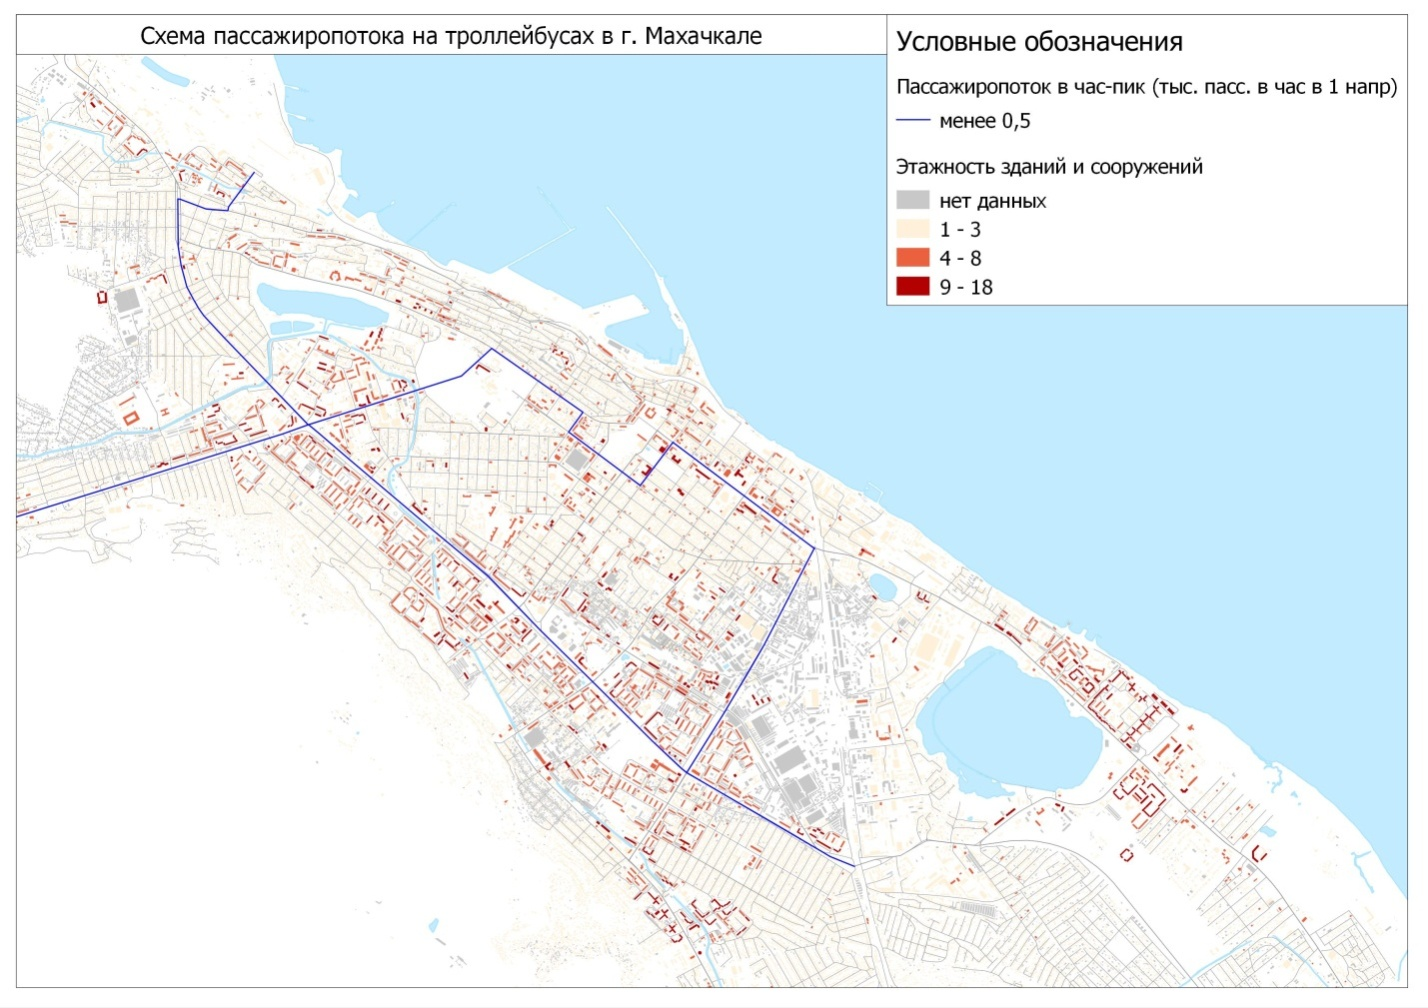 Схема пассажиропотока на троллейбусах в г. Махачкале
Условные обозначения
Пассажиропоток в час-пик (тыс. пасс. в час в 1 напр)
менее 0,5
Этажность зданий и сооружений
нет данных
1 - 3
4 - 8
9 - 18